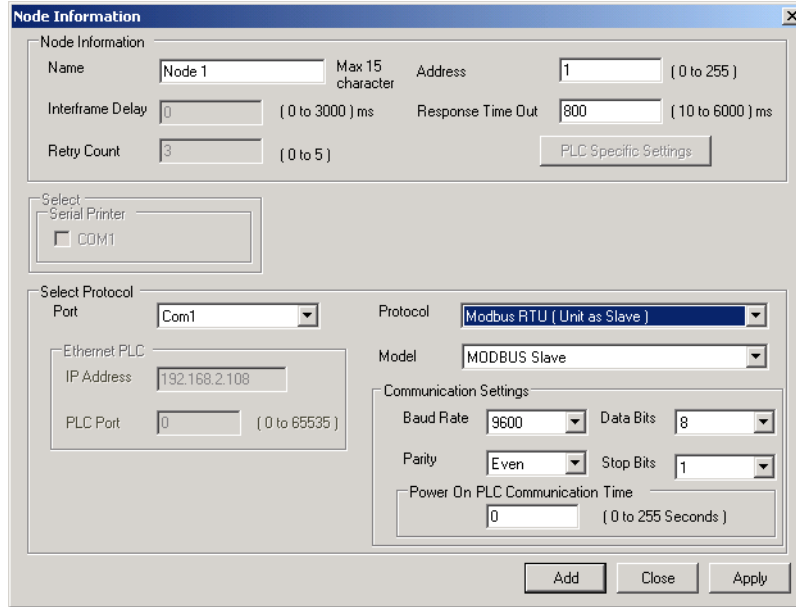 Node Information
Node Information
Name Node 1 Max 15 character Address 1 ( 0 to 255 )
Interframe Delay 0 ( 0 to 3000 ) ms Response Time Out 800 ( 10 to 6000 ) ms
Retry Count 3 ( 0 to 5 ) PLC Specific Settings
Select
Serial Printer
COM1
Select Protocol
Port Com1 Protocol Modbus RTU ( Unit as Slave )
Ethernet PLC
Model MODBUS Slave
IP Address 192.168.2.108
Communication Settings
PLC Port 0 ( 0 to 65535 )
Baud Rate 9600 Data Bits 8
Parity Even Stop Bits 1
Power On PLC Communication Time
0 ( 0 to 255 Seconds )
Add Close Apply